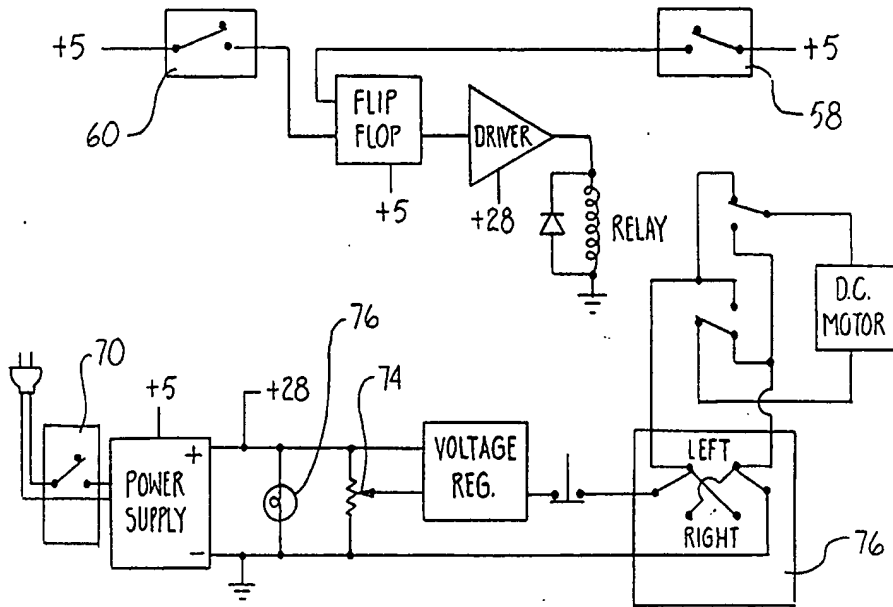 +5
60
+5
58
FLIP
FLOP
+5
DRIVER
+28
RELAY
D.C.
MOTOR
76
74
70
+5
+28
POWER
SUPPLY
+
-
VOLTAGE
REG.
LEFT
RIGHT
76